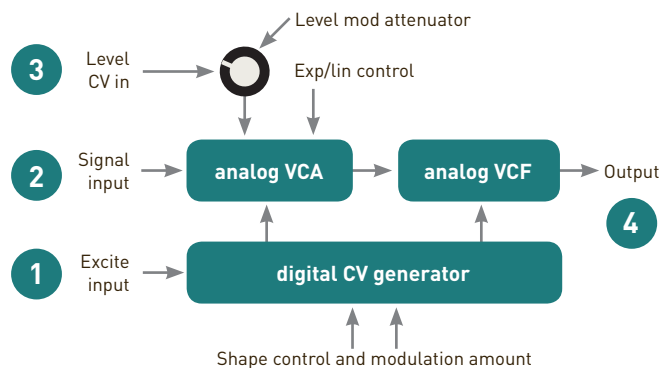 Level mod attenuator
3
Level
CV in
Exp/lin control
2
Signal
input
analog VCA
analog VCF
Output
4
1
Excite
input
digital CV generator
Shape control and modulation amount